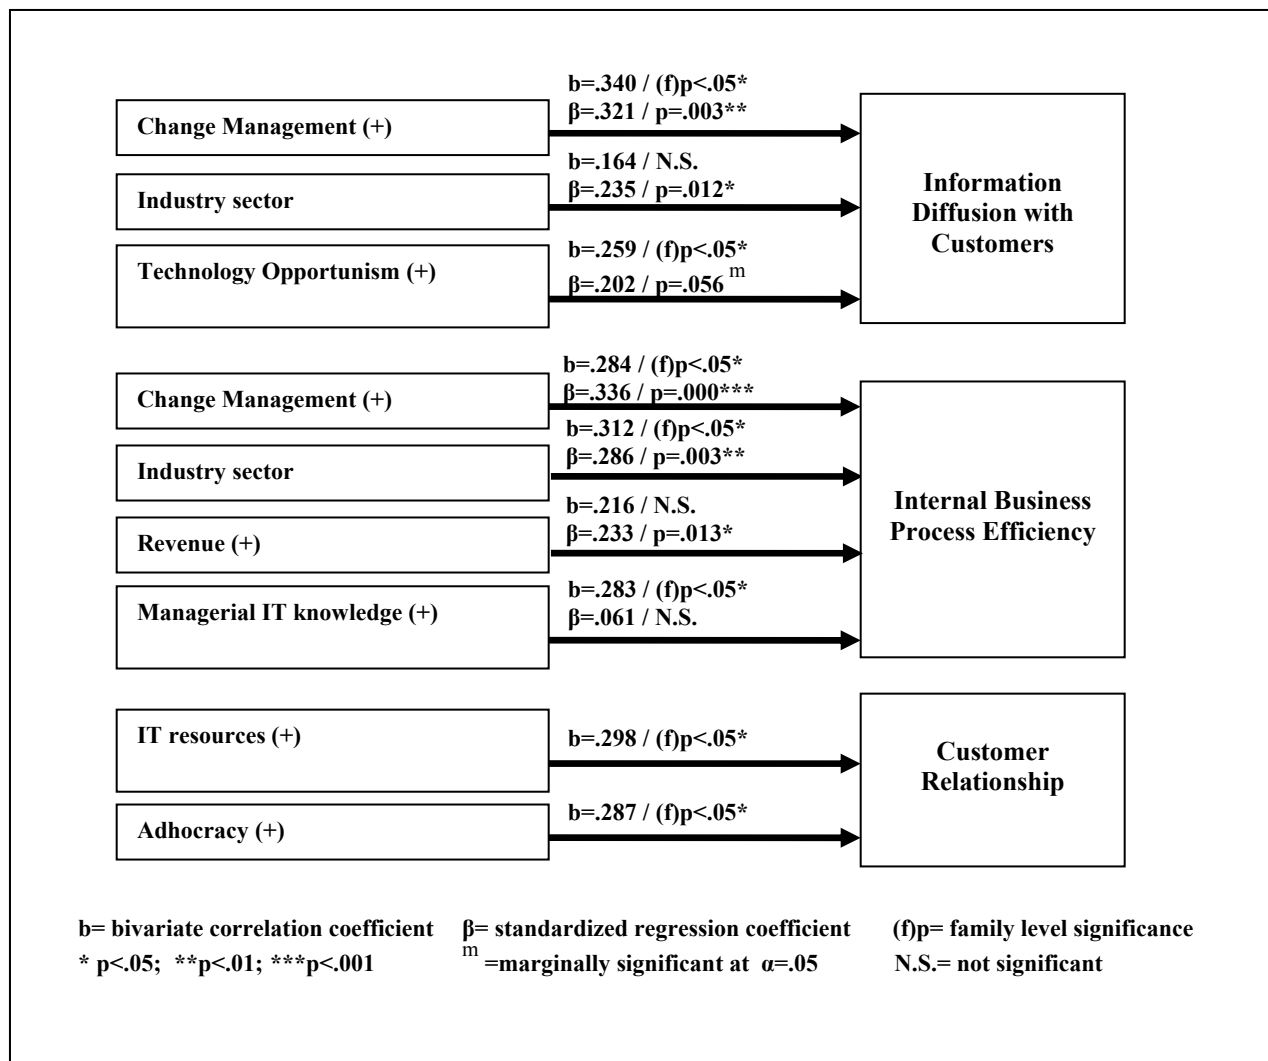 b=.340 / (f)p<.05*
Change Management (+)
β=.321 / p=.003**
b=.164 / N.S.
Industry sector
β=.235 / p=.012*
Information
Diffusion with
Customers
b=.259 / (f)p<.05*
Technology Opportunism (+)
β=.202 / p=.056 m
b=.284 / (f)p<.05*
Change Management (+)
β=.336 / p=.000***
b=.312 / (f)p<.05*
Industry sector
β=.286 / p=.003**
b=.216 / N.S.
Revenue (+)
β=.233 / p=.013*
Internal Business
Process Efficiency
b=.283 / (f)p<.05*
Managerial IT knowledge (+)
β=.061 / N.S.
IT resources (+)
b=.298 / (f)p<.05*
Customer
Relationship
Adhocracy (+)
b=.287 / (f)p<.05*
b= bivariate correlation coefficient β= standardized regression coefficient (f)p= family level significance
* p<.05; **p<.01; ***p<.001 m =marginally significant at α=.05 N.S.= not significant